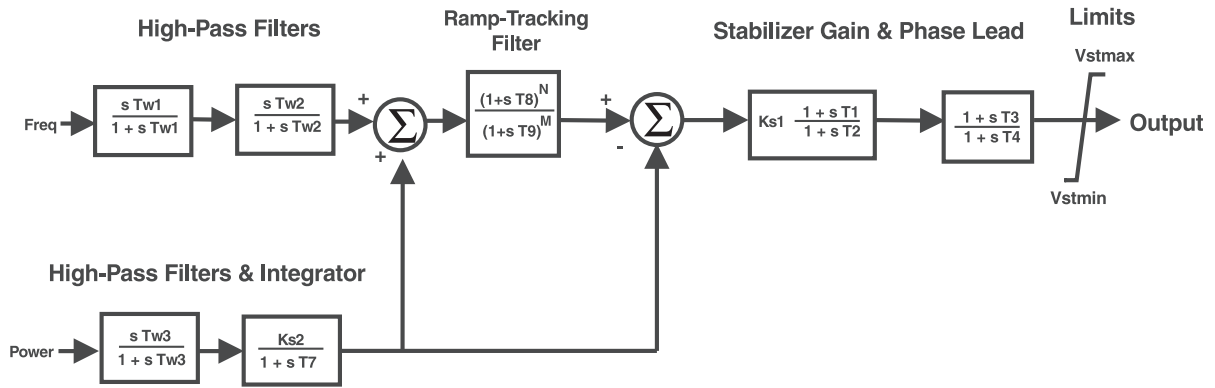 High-Pass Filters
Ramp-Tracking
Filter
Stabilizer Gain & Phase Lead
Limits
Vstmax
Freq
s Tw1
1 + s Tw1
s Tw2
1 + s Tw2
+
+
Σ
(1+s T8)^N
(1+s T9)^M
+
-
Σ
Ks1
1 + s T1
1 + s T2
1 + s T3
1 + s T4
Output
Vstmin
High-Pass Filters & Integrator
Power
s Tw3
1 + s Tw3
Ks2
1 + s T7